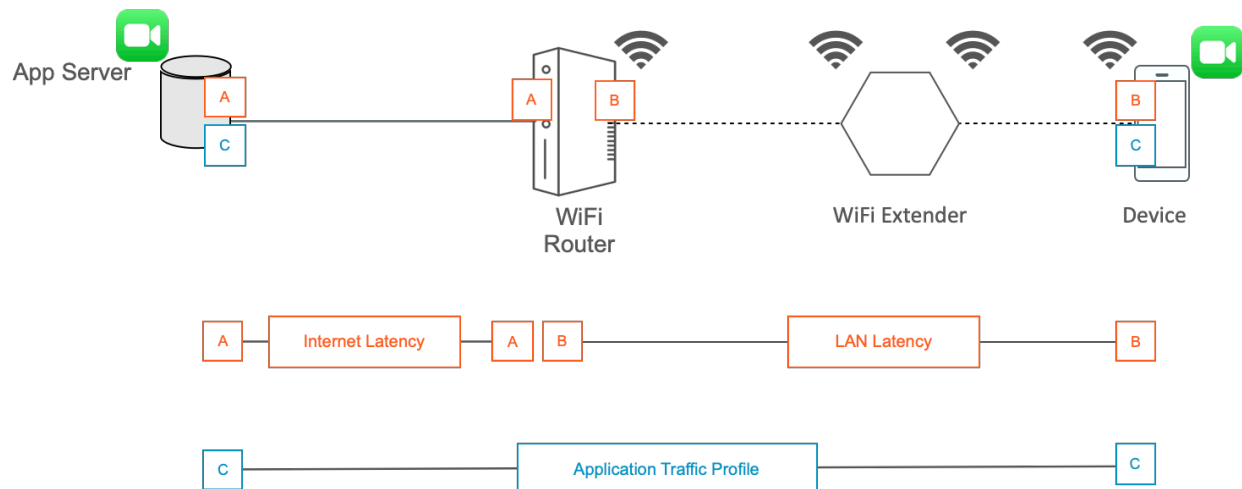 App Server
A
C
A
B
B
C
WiFi
Router
WiFi Extender
Device
A
Internet Latency
A
B
LAN Latency
B
C
Application Traffic Profile
C